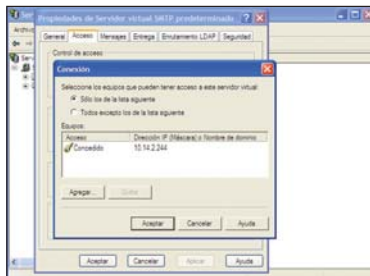 Propiedades de Servidor virtual SMTP predeterminado
General Acceso Mensajes Entrega Enrutamiento LDAP Seguridad
Control de acceso
Conexión
Seleccione los equipos que pueden tener acceso a este servidor virtual:
Sólo los de la lista siguiente
Todos excepto los de la lista siguiente
Equipos:
Acceso Dirección IP (Máscara) o Nombre de dominio
Concedido 10.14.2.244
Agregar... Quitar
Aceptar Cancelar Ayuda
Aceptar Cancelar Aplicar Ayuda